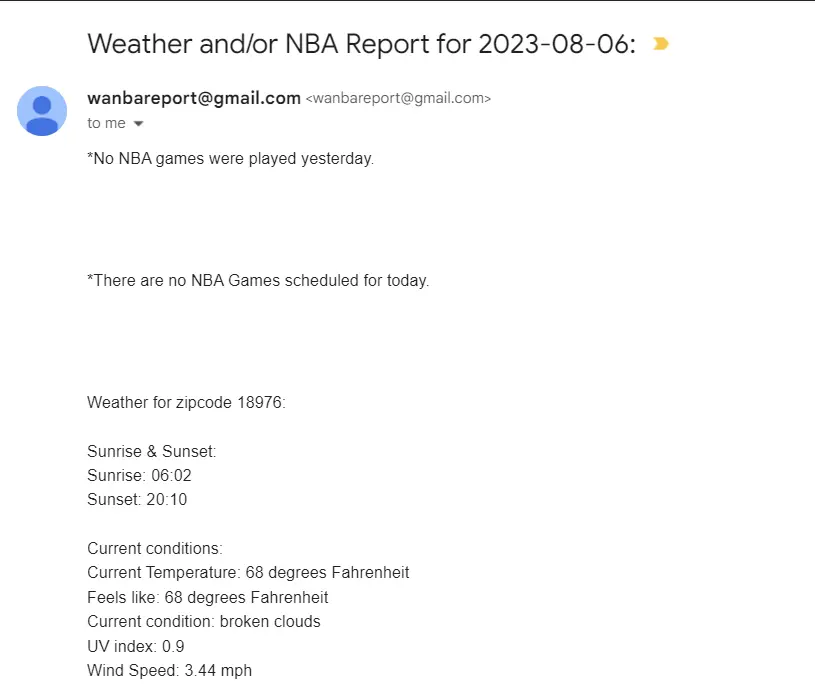 Weather and/or NBA Report for 2023-08-06:
wanbareport@gmail.com <wanbareport@gmail.com>
to me
*No NBA games were played yesterday.
*There are no NBA Games scheduled for today.
Weather for zipcode 18976:
Sunrise & Sunset:
Sunrise: 06:02
Sunset: 20:10
Current conditions:
Current Temperature: 68 degrees Fahrenheit
Feels like: 68 degrees Fahrenheit
Current condition: broken clouds
UV index: 0.9
Wind Speed: 3.44 mph